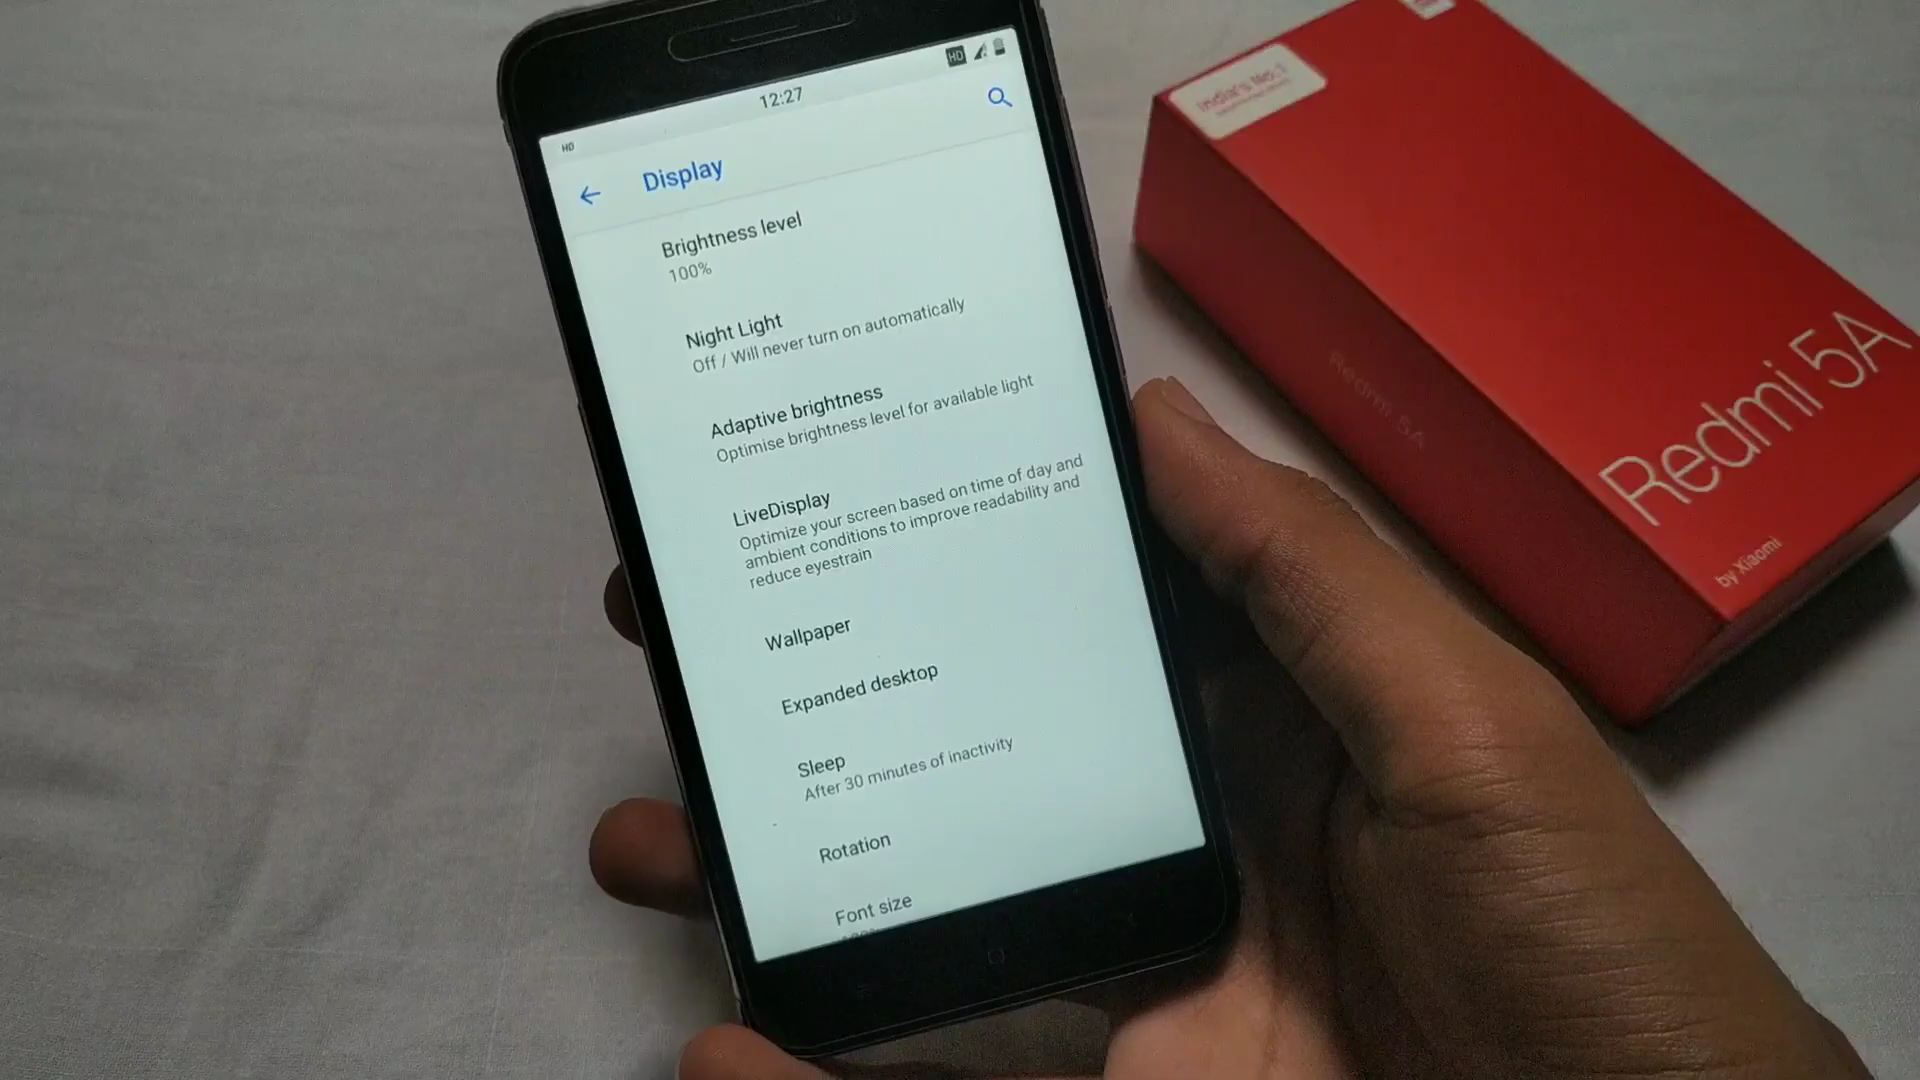 HD
12:27
HD
Display
Brightness level
100%
Night Light
Off / Will never turn on automatically
Adaptive brightness
Optimise brightness level for available light
LiveDisplay
Optimize your screen based on time of day and
ambient conditions to improve readability and
reduce eyestrain
Wallpaper
Expanded desktop
Sleep
After 30 minutes of inactivity
Rotation
Font size
India's No.1
Redmi 5A
Redmi 5A
by Xiaomi